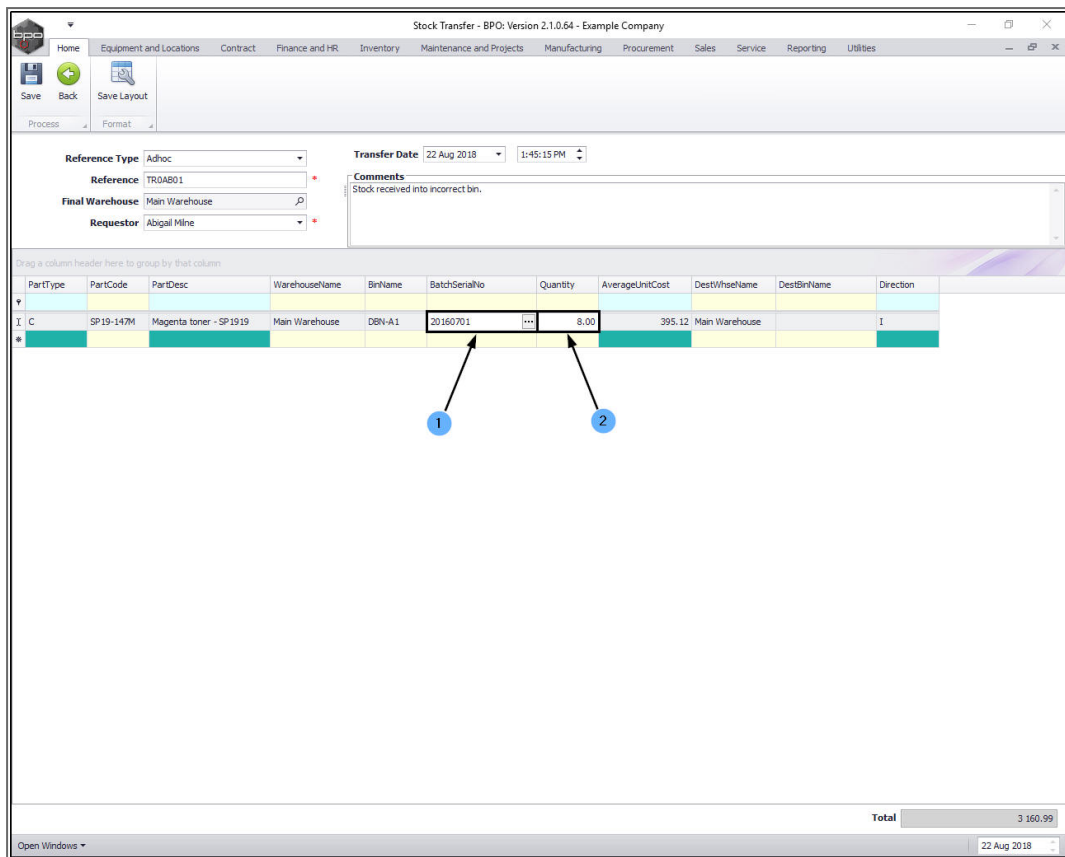 Stock Transfer - BPO: Version 2.1.0.64 - Example Company
bpo
Home Equipment and Locations Contract Finance and HR Inventory Maintenance and Projects Manufacturing Procurement Sales Service Reporting Utilities
Save Back Save Layout
Process Format
Reference Type Adhoc
Reference TR0AB01 *
Final Warehouse Main Warehouse
Requestor Abigail Milne *
Transfer Date 22 Aug 2018 1:45:15 PM
Comments
Stock received into incorrect bin.
Drag a column header here to group by that column
PartType PartCode PartDesc WarehouseName BinName BatchSerialNo Quantity AverageUnitCost DestWhseName DestBinName Direction
C SP19-147M Magenta toner - SP1919 Main Warehouse DBN-A1 20160701 ... 8.00 395.12 Main Warehouse I
*
1 2
Total 3 160.99
Open Windows 22 Aug 2018